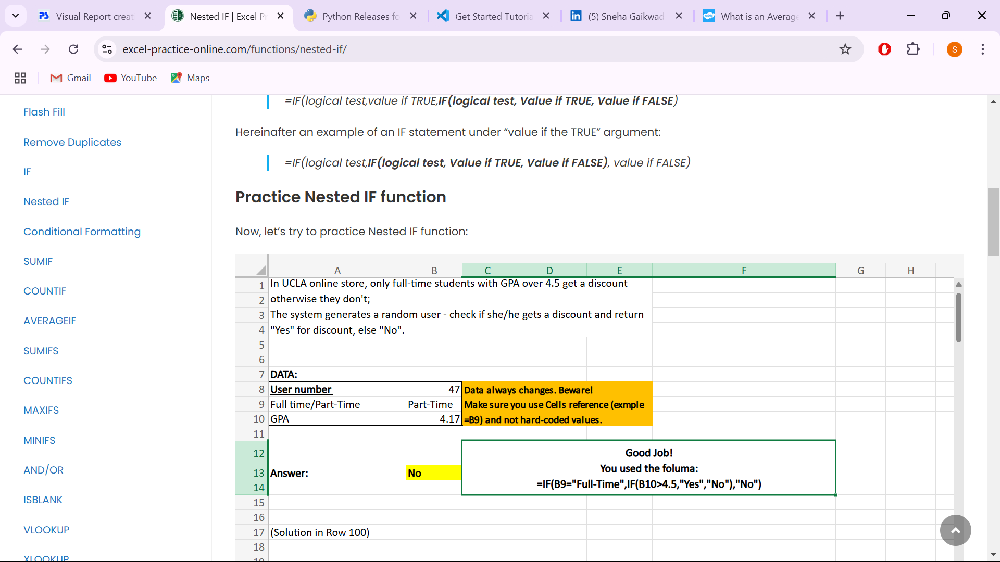 Visual Report creat
Nested IF | Excel Pr
Python Releases fo
Get Started Tutoria
(5) Sneha Gaikwad
What is an Average
excel-practice-online.com/functions/nested-if/
S
Gmail
YouTube
Maps
Flash Fill
Remove Duplicates
IF
Nested IF
Conditional Formatting
SUMIF
COUNTIF
AVERAGEIF
SUMIFS
COUNTIFS
MAXIFS
MINIFS
AND/OR
ISBLANK
VLOOKUP
XLOOKUP
=IF(logical test,value if TRUE,IF(logical test, Value if TRUE, Value if FALSE)
Hereinafter an example of an IF statement under “value if the TRUE” argument:
=IF(logical test,IF(logical test, Value if TRUE, Value if FALSE), value if FALSE)
Practice Nested IF function
Now, let’s try to practice Nested IF function:
A B C D E F G H
1 In UCLA online store, only full-time students with GPA over 4.5 get a discount
2 otherwise they don't;
3 The system generates a random user - check if she/he gets a discount and return
4 "Yes" for discount, else "No".
5
6
7 DATA:
8 User number 47 Data always changes. Beware!
9 Full time/Part-Time Part-Time Make sure you use Cells reference (exmple
10 GPA 4.17 =B9) and not hard-coded values.
11
12 Good Job!
You used the foluma:
13 Answer: No
14 =IF(B9="Full-Time",IF(B10>4.5,"Yes","No"),"No")
15
16
17 (Solution in Row 100)
18
19